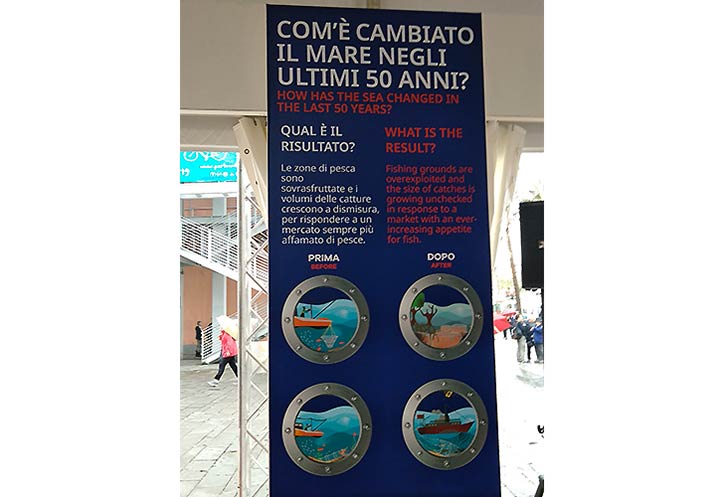 COM'È CAMBIATO
IL MARE NEGLI
ULTIMI 50 ANNI?
HOW HAS THE SEA CHANGED IN
THE LAST 50 YEARS?
QUAL È IL
RISULTATO?
Le zone di pesca
sono
sovrasfruttate e i
volumi delle catture
crescono a dismisura,
per rispondere a un
mercato sempre più
affamato di pesce.
WHAT IS THE
RESULT?
Fishing grounds are
overexploited and
the size of catches is
growing unchecked
in response to a
market with an ever-
increasing appetite
for fish.
PRIMA
BEFORE
DOPO
AFTER